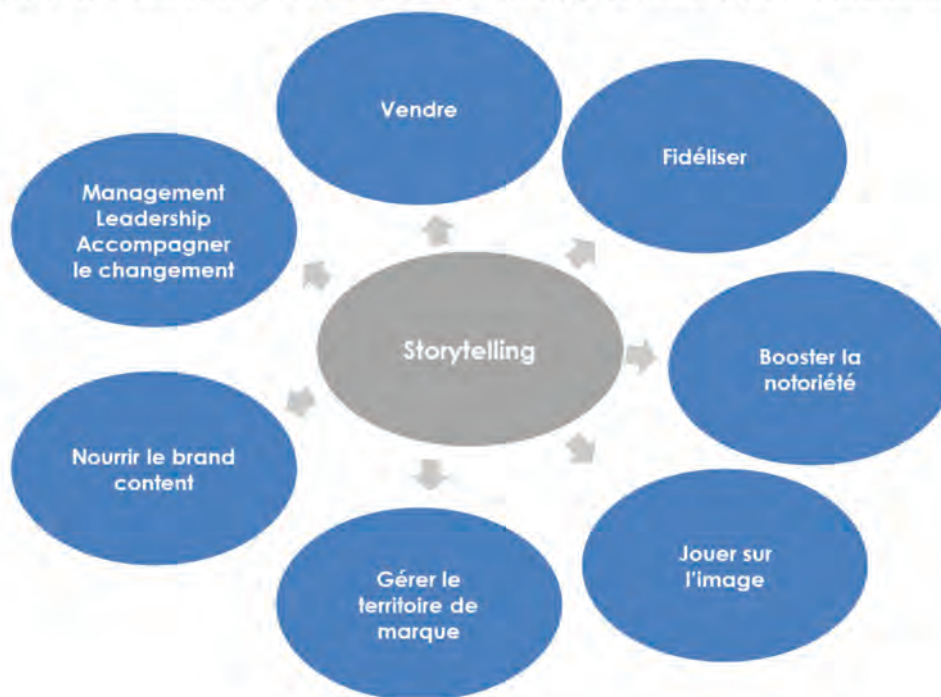 Vendre
Fidéliser
Management
Leadership
Accompagner
le changement
Storytelling
Booster la
notoriété
Nourrir le brand
content
Jouer sur
l'image
Gérer le
territoire de
marque